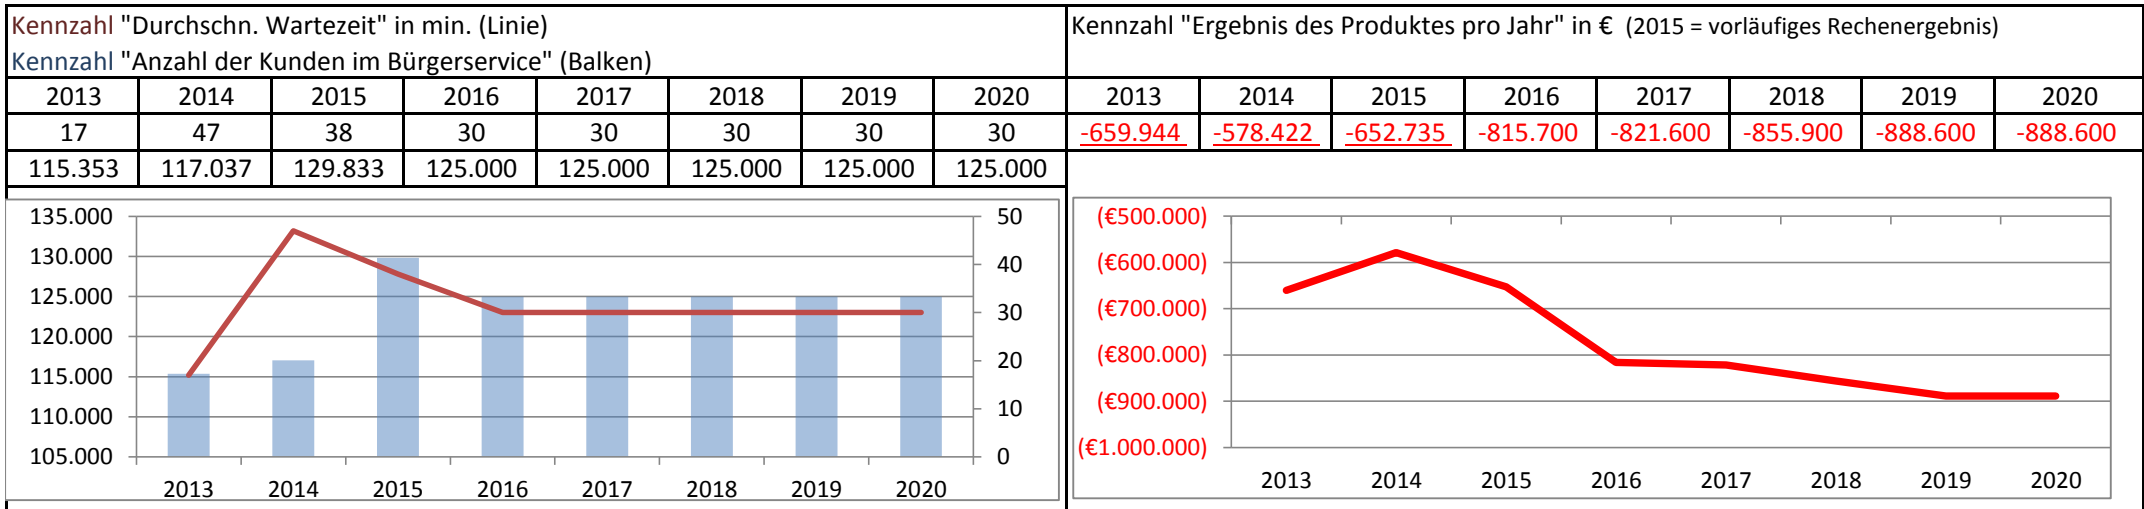 Kennzahl "Durchschn. Wartezeit" in min. (Linie)
Kennzahl "Anzahl der Kunden im Bürgerservice" (Balken)
2013 2014 2015 2016 2017 2018 2019 2020
17 47 38 30 30 30 30 30
115.353 117.037 129.833 125.000 125.000 125.000 125.000 125.000
135.000 50
130.000 40
125.000
120.000 30
115.000 20
110.000 10
105.000 0
2013 2014 2015 2016 2017 2018 2019 2020
Kennzahl "Ergebnis des Produktes pro Jahr" in € (2015 = vorläufiges Rechenergebnis)
2013 2014 2015 2016 2017 2018 2019 2020
-659.944 -578.422 -652.735 -815.700 -821.600 -855.900 -888.600 -888.600
(€500.000)
(€600.000)
(€700.000)
(€800.000)
(€900.000)
(€1.000.000)
2013 2014 2015 2016 2017 2018 2019 2020